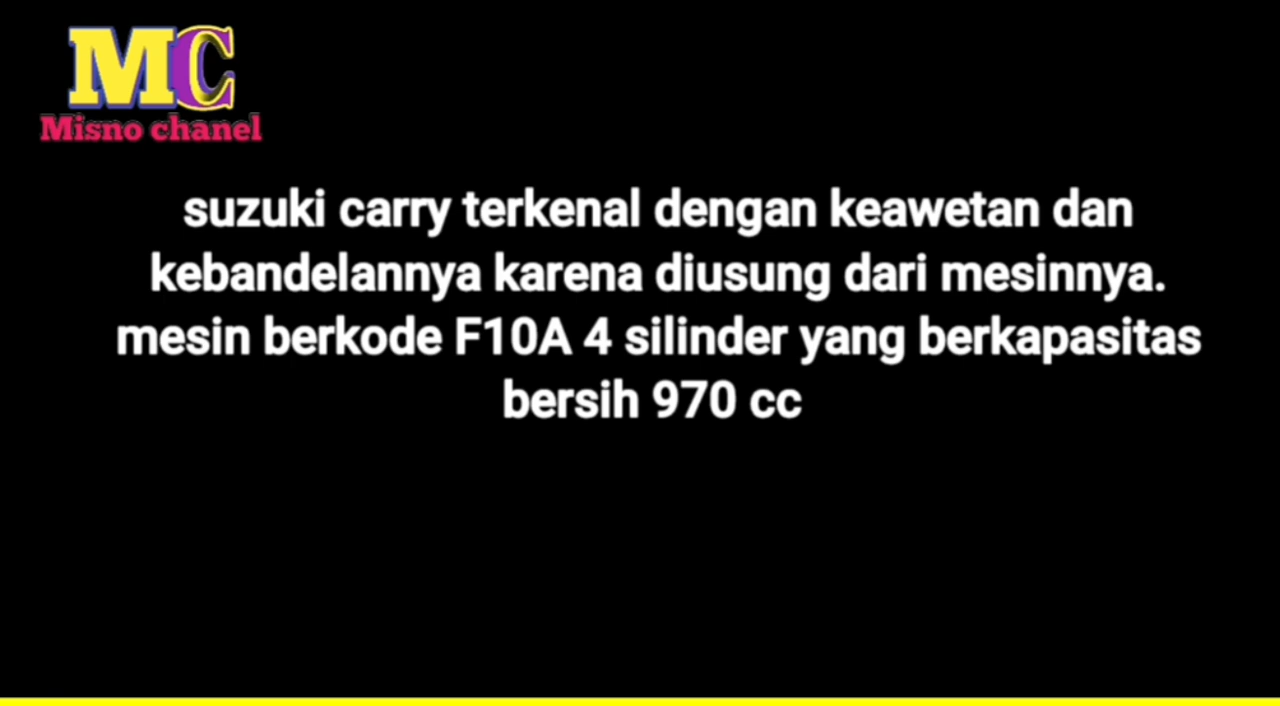 MC
Misno chanel
suzuki carry terkenal dengan keawetan dan
kebandelannya karena diusung dari mesinnya.
mesin berkode F10A 4 silinder yang berkapasitas
bersih 970 cc